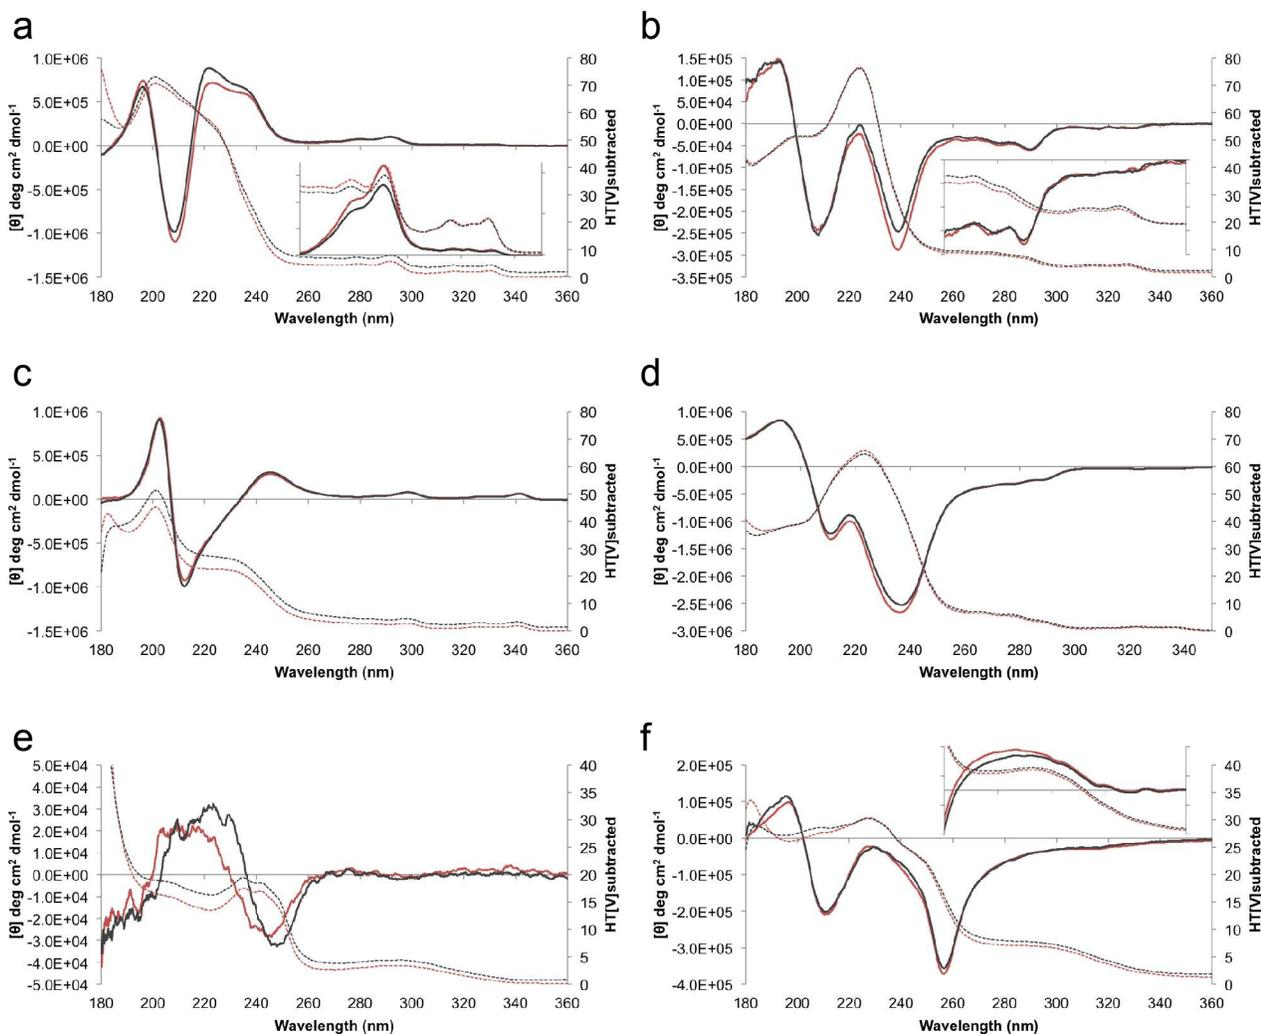 a
1.0E+06
5.0E+05
0.0E+00
-5.0E+05
-1.0E+06
-1.5E+06
[θ] deg cm² dmol⁻¹
80
70
60
50
40
30
20
10
0
HT[V]subtracted
180 200 220 240 260 280 300 320 340 360
Wavelength (nm)
b
1.5E+05
1.0E+05
5.0E+04
0.0E+00
-5.0E+04
-1.0E+05
-1.5E+05
-2.0E+05
-2.5E+05
-3.0E+05
-3.5E+05
[θ] deg cm² dmol⁻¹
80
70
60
50
40
30
20
10
0
HT[V]subtracted
180 200 220 240 260 280 300 320 340 360
Wavelength (nm)
c
1.0E+06
5.0E+05
0.0E+00
-5.0E+05
-1.0E+06
-1.5E+06
[θ] deg cm² dmol⁻¹
80
70
60
50
40
30
20
10
0
HT[V]subtracted
180 200 220 240 260 280 300 320 340 360
Wavelength (nm)
d
1.0E+06
5.0E+05
0.0E+00
-5.0E+05
-1.0E+06
-1.5E+06
-2.0E+06
-2.5E+06
-3.0E+06
[θ] deg cm² dmol⁻¹
80
70
60
50
40
30
20
10
0
HT[V]subtracted
180 200 220 240 260 280 300 320 340
Wavelength (nm)
e
5.0E+04
4.0E+04
3.0E+04
2.0E+04
1.0E+04
0.0E+00
-1.0E+04
-2.0E+04
-3.0E+04
-4.0E+04
-5.0E+04
[θ] deg cm² dmol⁻¹
40
35
30
25
20
15
10
5
0
HT[V]subtracted
180 200 220 240 260 280 300 320 340 360
Wavelength (nm)
f
2.0E+05
1.0E+05
0.0E+00
-1.0E+05
-2.0E+05
-3.0E+05
-4.0E+05
[θ] deg cm² dmol⁻¹
40
35
30
25
20
15
10
5
0
HT[V]subtracted
180 200 220 240 260 280 300 320 340 360
Wavelength (nm)